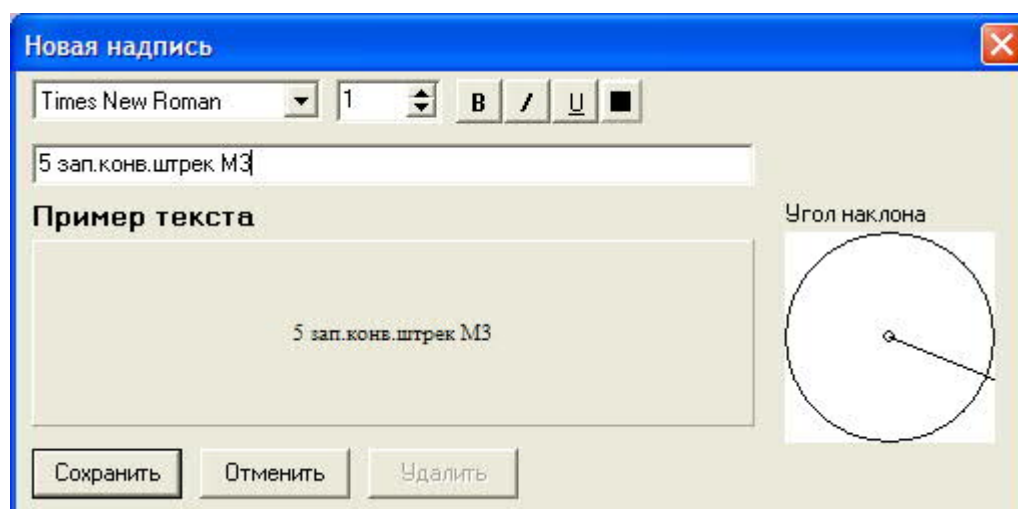 Новая надпись
Times New Roman 1 B I U
5 зап.конв.штрек М3
Пример текста
Угол наклона
5 зап.конв.штрек М3
Сохранить Отменить Удалить